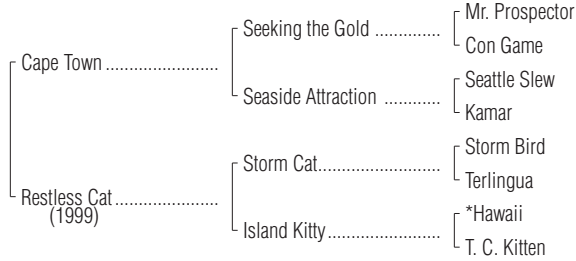 Mr. Prospector
Seeking the Gold ..............
Con Game
Cape Town .......................
Seattle Slew
Seaside Attraction ............
Kamar
Storm Bird
Storm Cat..........................
Terlingua
Restless Cat .....................
(1999)
*Hawaii
Island Kitty........................
T. C. Kitten